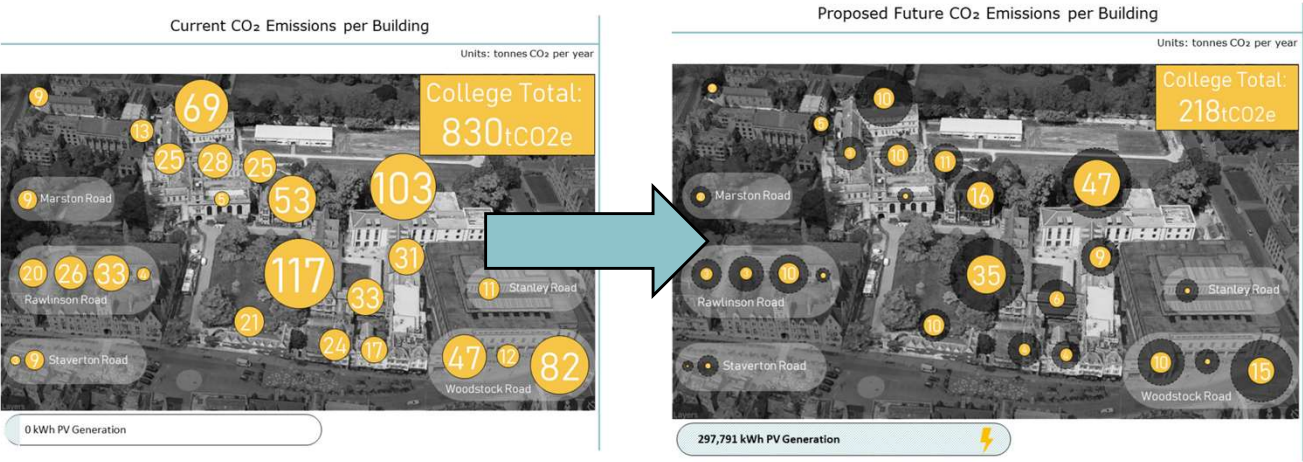 Current CO₂ Emissions per Building
Units: tonnes CO₂ per year
College Total:
830tCO2e
9
69
13
25
28
25
103
9 Marston Road
5
53
31
117
20 26 33 4
Rawlinson Road
33
11 Stanley Road
21
24
17
9 Staverton Road
47 12 82
Woodstock Road
0 kWh PV Generation
Proposed Future CO₂ Emissions per Building
Units: tonnes CO₂ per year
College Total:
218tCO2e
10
10
11
47
Marston Road
16
9
35
10
Rawlinson Road
6
Stanley Road
10
Staverton Road
10 15
Woodstock Road
Layers
297,791 kWh PV Generation